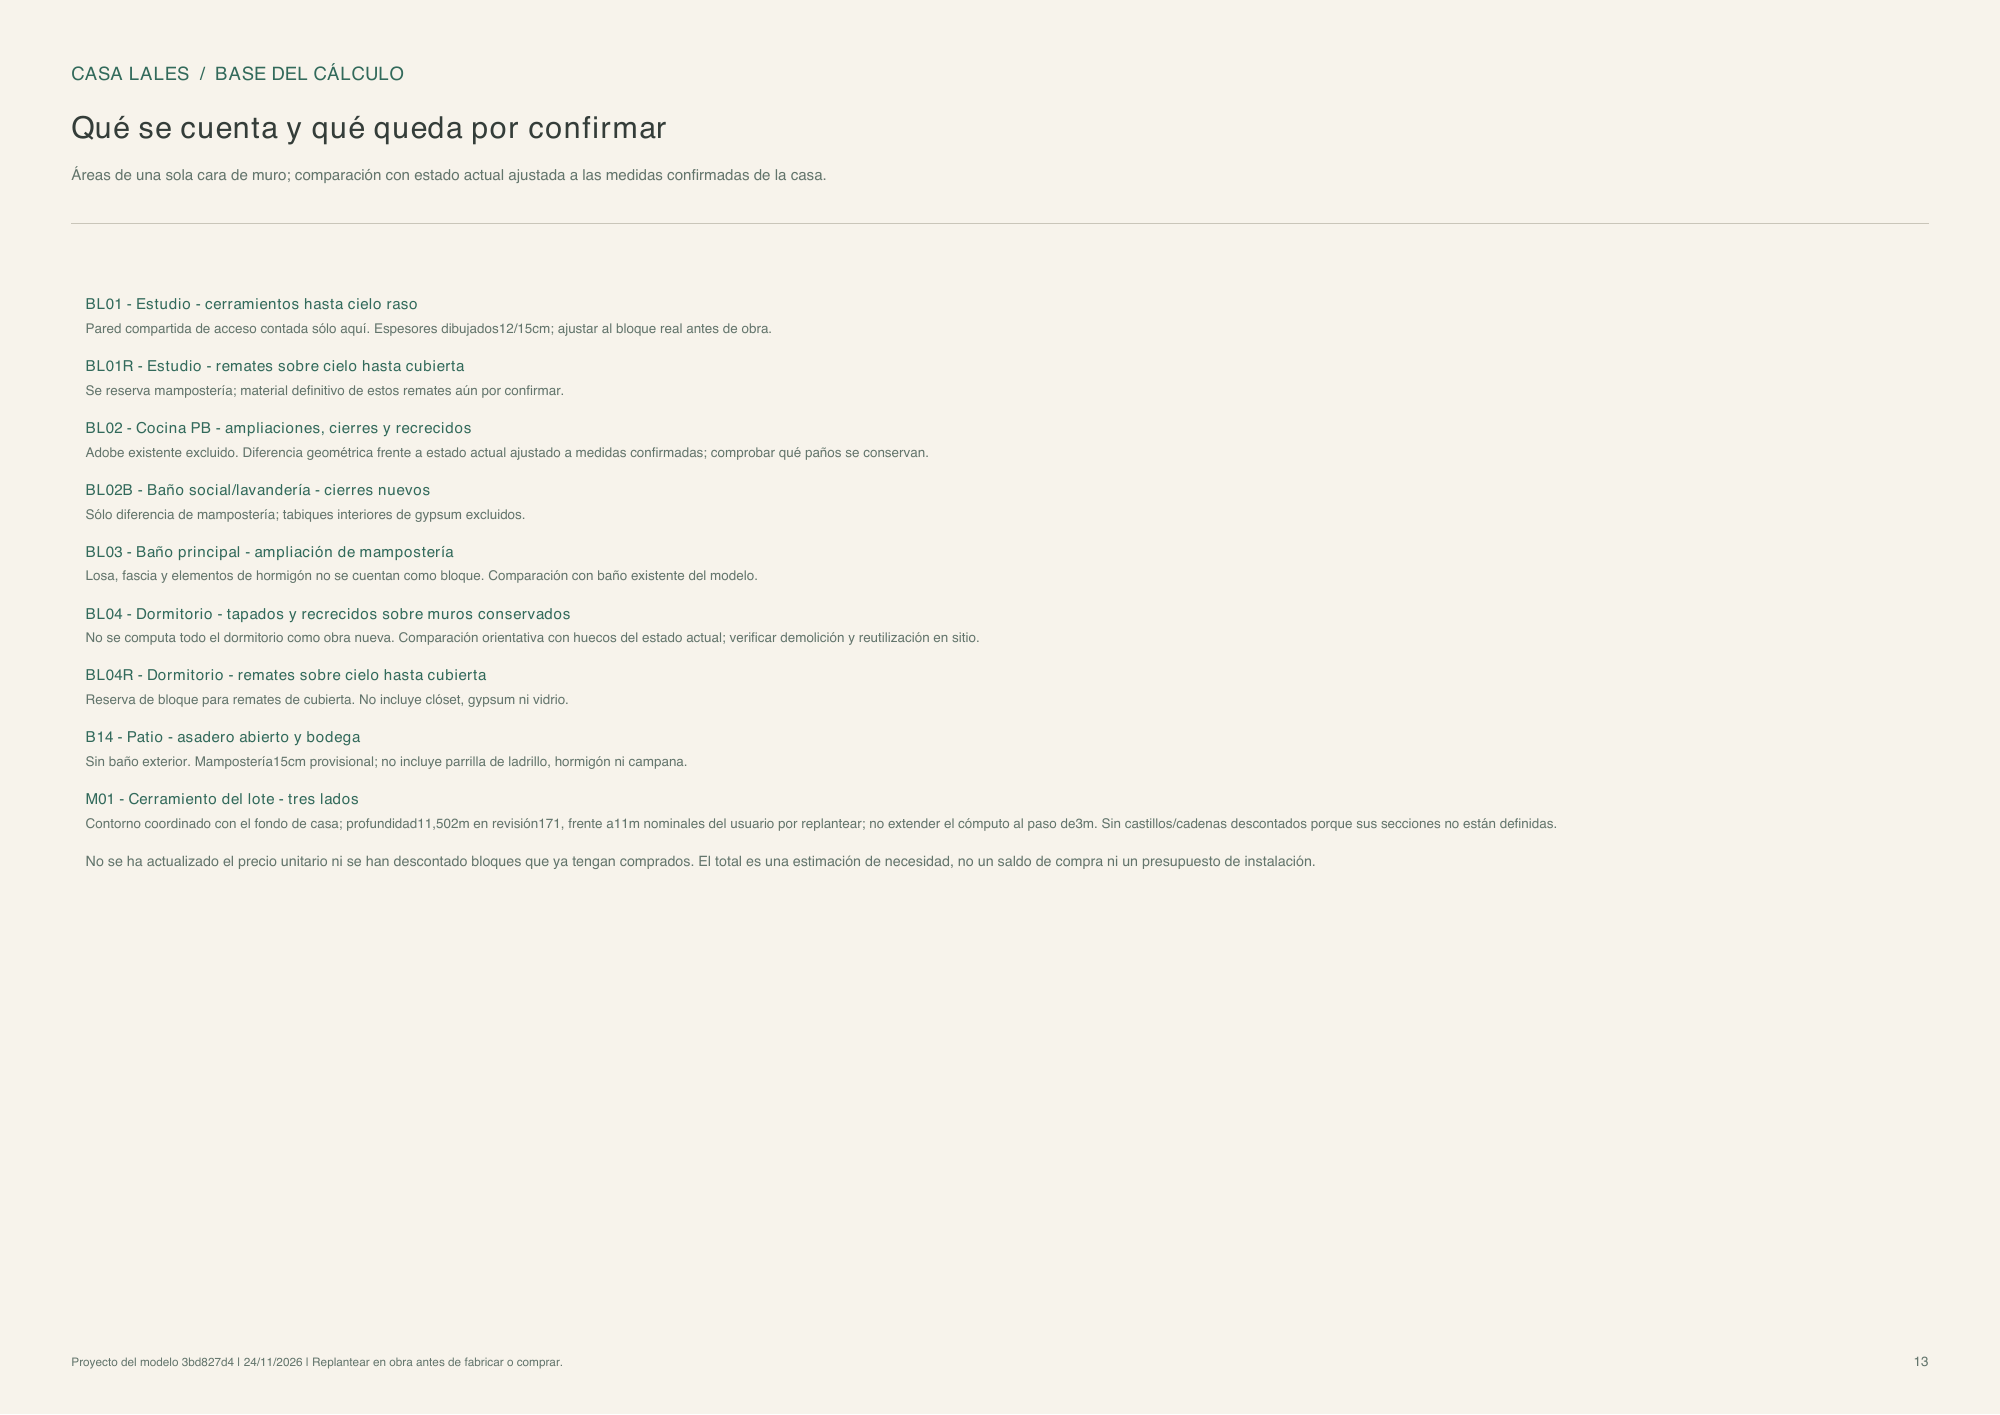 CASA LALES / BASE DEL CÁLCULO
Qué se cuenta y qué queda por confirmar
Áreas de una sola cara de muro; comparación con estado actual ajustada a las medidas confirmadas de la casa.
BL01 - Estudio - cerramientos hasta cielo raso
Pared compartida de acceso contada sólo aquí. Espesores dibujados12/15cm; ajustar al bloque real antes de obra.
BL01R - Estudio - remates sobre cielo hasta cubierta
Se reserva mampostería; material definitivo de estos remates aún por confirmar.
BL02 - Cocina PB - ampliaciones, cierres y recrecidos
Adobe existente excluido. Diferencia geométrica frente a estado actual ajustado a medidas confirmadas; comprobar qué paños se conservan.
BL02B - Baño social/lavandería - cierres nuevos
Sólo diferencia de mampostería; tabiques interiores de gypsum excluidos.
BL03 - Baño principal - ampliación de mampostería
Losa, fascia y elementos de hormigón no se cuentan como bloque. Comparación con baño existente del modelo.
BL04 - Dormitorio - tapados y recrecidos sobre muros conservados
No se computa todo el dormitorio como obra nueva. Comparación orientativa con huecos del estado actual; verificar demolición y reutilización en sitio.
BL04R - Dormitorio - remates sobre cielo hasta cubierta
Reserva de bloque para remates de cubierta. No incluye clóset, gypsum ni vidrio.
B14 - Patio - asadero abierto y bodega
Sin baño exterior. Mampostería15cm provisional; no incluye parrilla de ladrillo, hormigón ni campana.
M01 - Cerramiento del lote - tres lados
Contorno coordinado con el fondo de casa; profundidad11,502m en revisión171, frente a11m nominales del usuario por replantear; no extender el cómputo al paso de3m. Sin castillos/cadenas descontados porque sus secciones no están definidas.
No se ha actualizado el precio unitario ni se han descontado bloques que ya tengan comprados. El total es una estimación de necesidad, no un saldo de compra ni un presupuesto de instalación.
Proyecto del modelo 3bd827d4 | 24/11/2026 | Replantear en obra antes de fabricar o comprar.
13